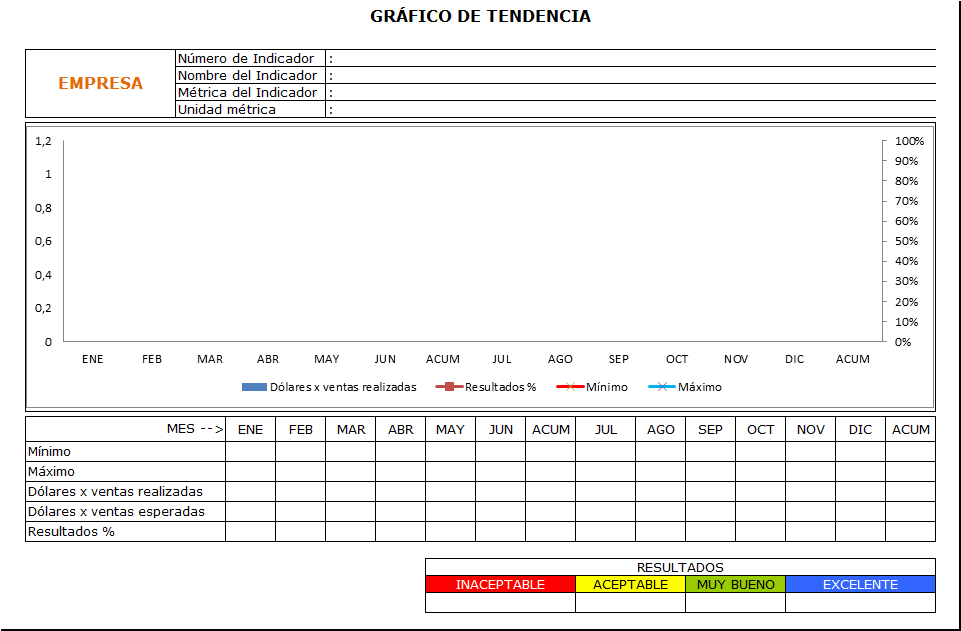 GRÁFICO DE TENDENCIA
EMPRESA
Número de Indicador :
Nombre del Indicador :
Métrica del Indicador :
Unidad métrica :
1,2 100%
90%
1 80%
0,8 70%
60%
0,6 50%
0,4 40%
30%
0,2 20%
10%
0 0%
ENE FEB MAR ABR MAY JUN ACUM JUL AGO SEP OCT NOV DIC ACUM
Dólares x ventas realizadas Resultados % Mínimo Máximo
MES --> ENE FEB MAR ABR MAY JUN ACUM JUL AGO SEP OCT NOV DIC ACUM
Mínimo
Máximo
Dólares x ventas realizadas
Dólares x ventas esperadas
Resultados %
RESULTADOS
INACEPTABLE ACEPTABLE MUY BUENO EXCELENTE